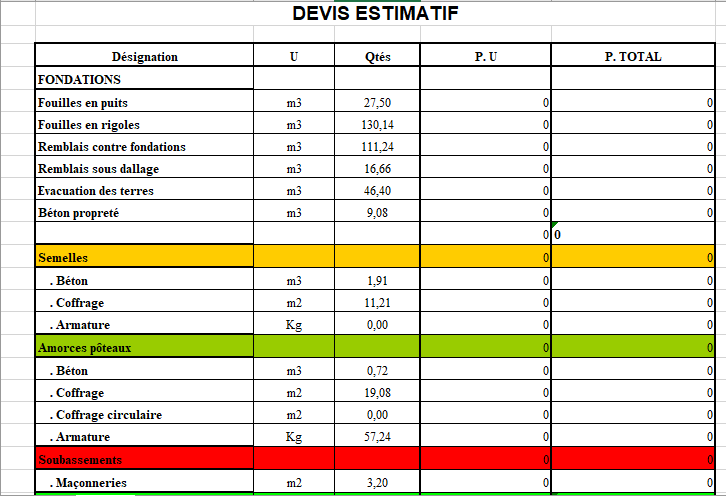 DEVIS ESTIMATIF
Désignation U Qtés P. U P. TOTAL
FONDATIONS
Fouilles en puits m3 27,50 0 0
Fouilles en rigoles m3 130,14 0 0
Remblais contre fondations m3 111,24 0 0
Remblais sous dallage m3 16,66 0 0
Evacuation des terres m3 46,40 0 0
Béton propreté m3 9,08 0 0
0 0
Semelles 0 0
. Béton m3 1,91 0 0
. Coffrage m2 11,21 0 0
. Armature Kg 0,00 0 0
Amorces pôteaux 0 0
. Béton m3 0,72 0 0
. Coffrage m2 19,08 0 0
. Coffrage circulaire m2 0,00 0 0
. Armature Kg 57,24 0 0
Soubassements 0 0
. Maçonneries m2 3,20 0 0